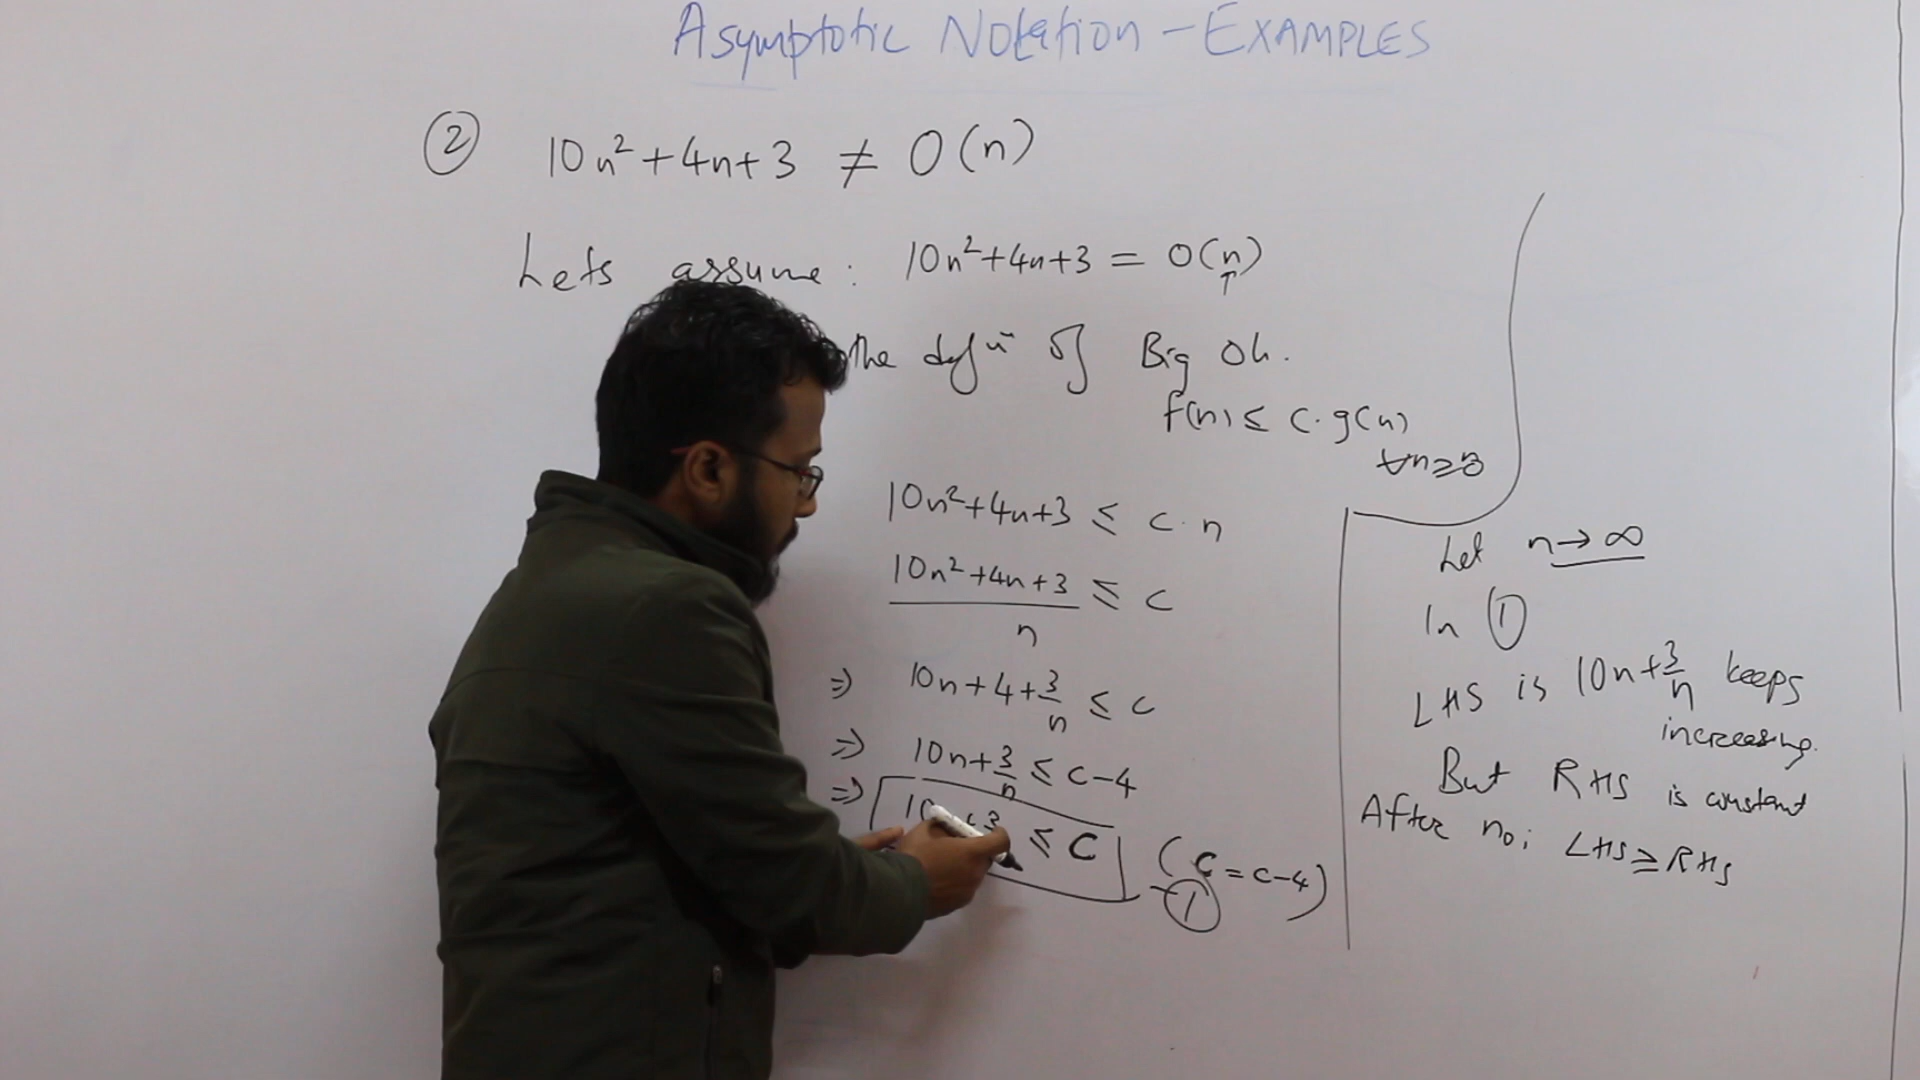 Asymptotic Notation - EXAMPLES
② 10n²+4n+3 ≠ O(n)
Lets assume: 10n²+4n+3 = O(n)
↑
the defn of Big Oh.
f(n) ≤ c.g(n)
10n²+4n+3 ≤ c.n
10n²+4n+3 ≤ c
n
⇒ 10n+4+3/n ≤ c
⇒ 10n+3/n ≤ c-4
⇒ 10 +3 ≤ C (C = c-4)
- ①
Let n→∞
In ①
LHS is 10n+3/n keeps
increasing.
But RHS is constant
After n₀; LHS ≥ RHS